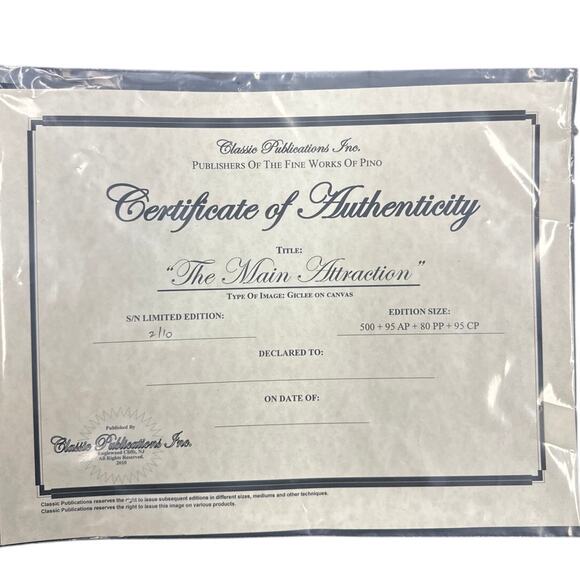 Classic Publications Inc.
PUBLISHERS OF THE FINE WORKS OF PINO
Certificate of Authenticity
TITLE:
"The Main Attraction"
TYPE OF IMAGE: GICLEE ON CANVAS
S/N LIMITED EDITION:
2/10
EDITION SIZE:
500 + 95 AP + 80 PP + 95 CP
DECLARED TO:
ON DATE OF:
Published By
Classic Publications Inc.
Englewood Cliffs, NJ
All Rights Reserved.
2010
Classic Publications reserves the right to issue subsequent editions in different sizes, mediums and other techniques.
Classic Publications reserves the right to issue this image on various products.